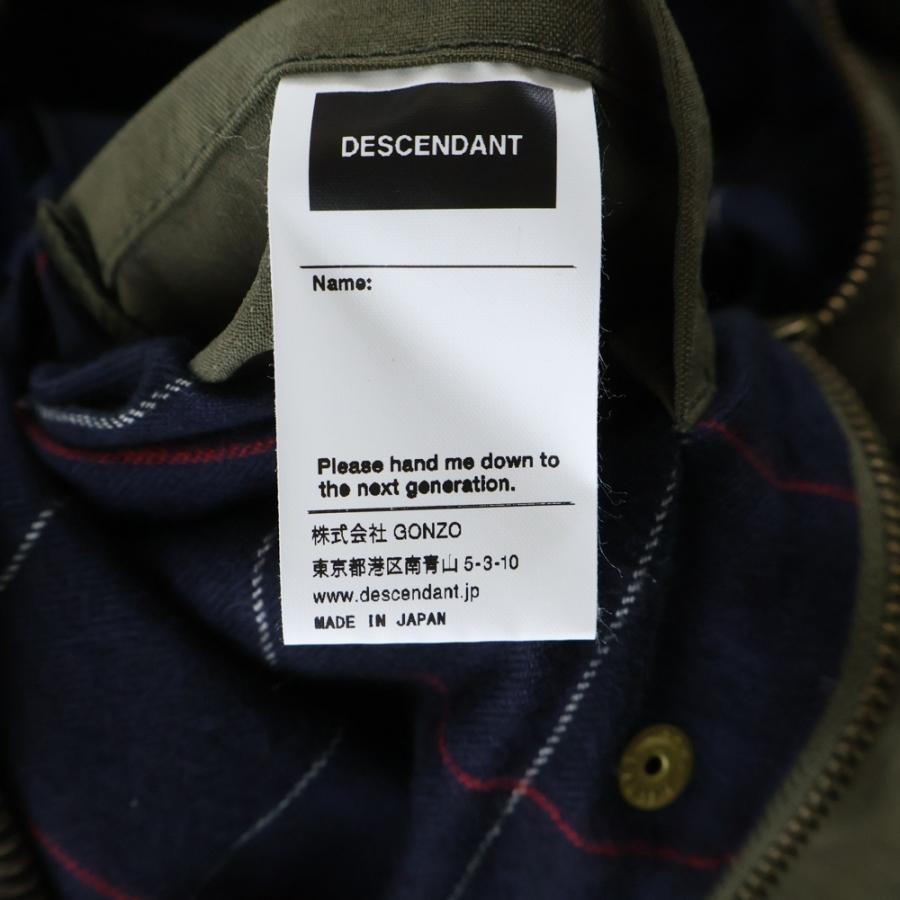 DESCENDANT
Name:
Please hand me down to
the next generation.
株式会社 GONZO
東京都港区南青山 5-3-10
www.descendant.jp
MADE IN JAPAN